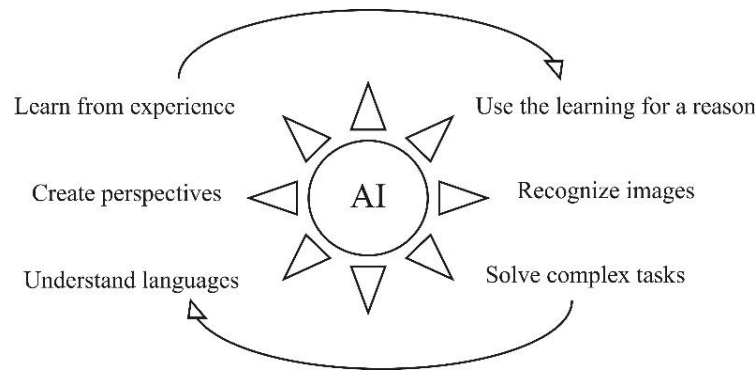 Learn from experience
Use the learning for a reason
Create perspectives
AI
Recognize images
Understand languages
Solve complex tasks